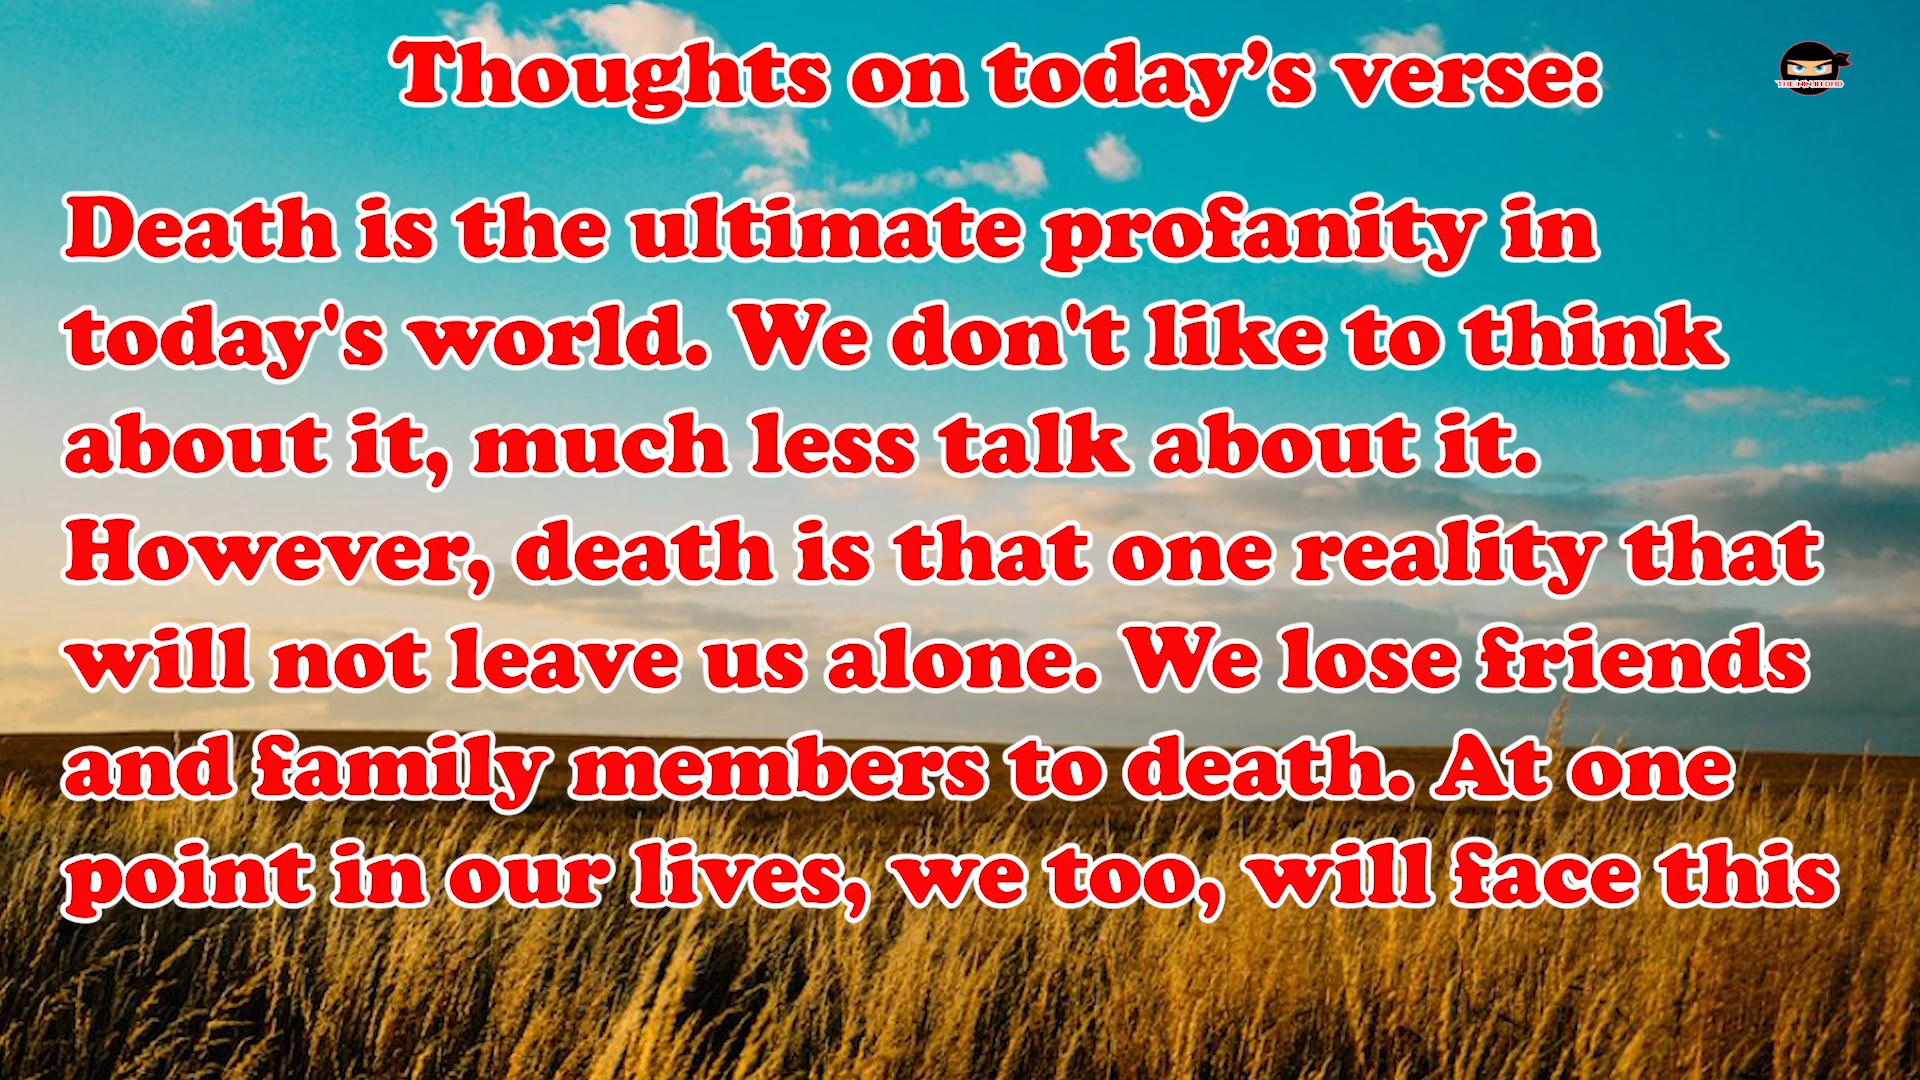 Thoughts on today’s verse:
Death is the ultimate profanity in
today's world. We don't like to think
about it, much less talk about it.
However, death is that one reality that
will not leave us alone. We lose friends
and family members to death. At one
point in our lives, we too, will face this